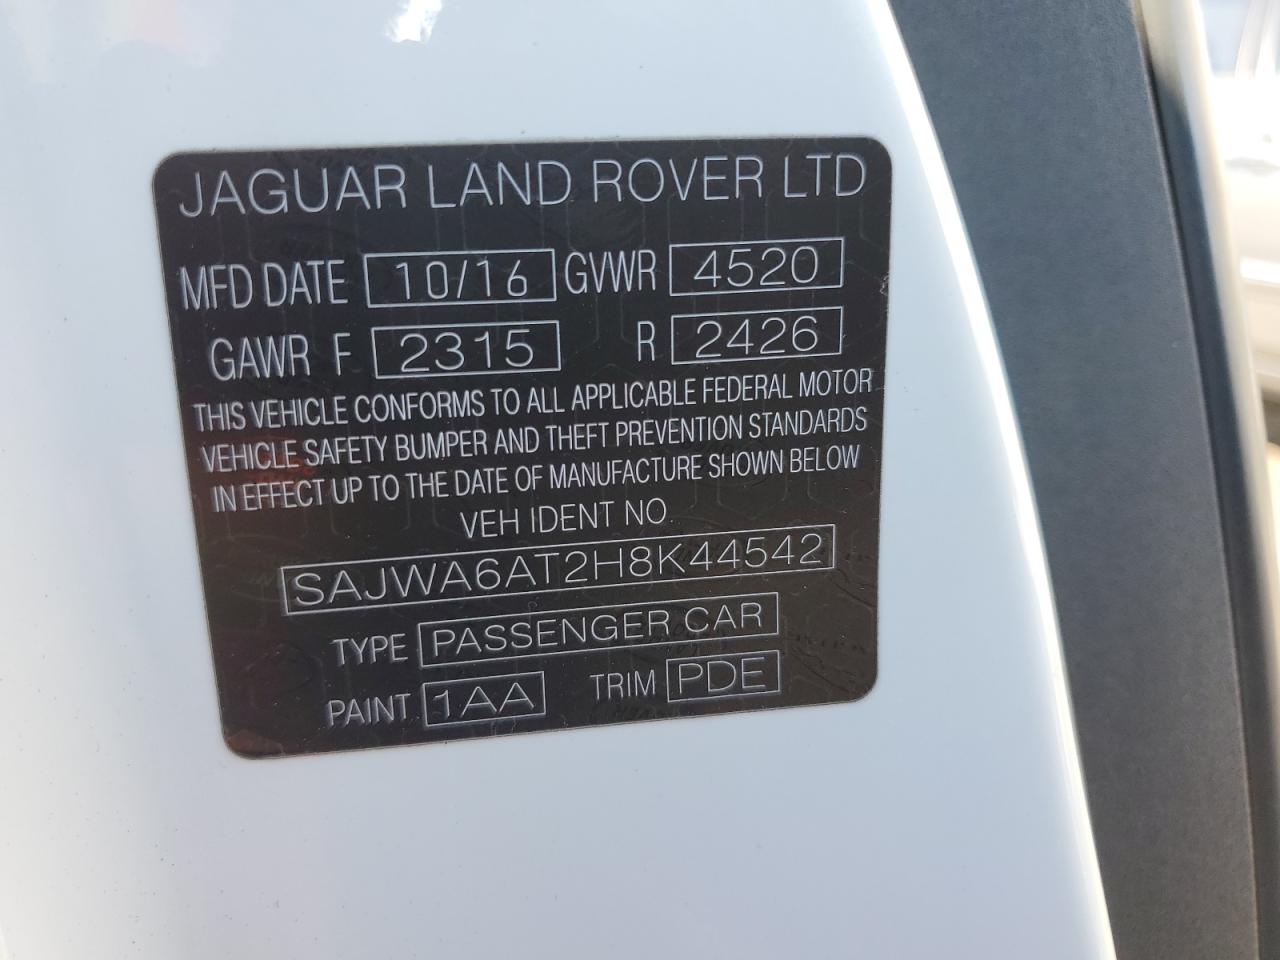 JAGUAR LAND ROVER LTD
MFD DATE 10/16 GVWR 4520
GAWR F 2315 R 2426
THIS VEHICLE CONFORMS TO ALL APPLICABLE FEDERAL MOTOR
VEHICLE SAFETY BUMPER AND THEFT PREVENTION STANDARDS
IN EFFECT UP TO THE DATE OF MANUFACTURE SHOWN BELOW
VEH IDENT NO
SAJWA6AT2H8K44542
TYPE PASSENGER CAR
PAINT 1AA TRIM PDE